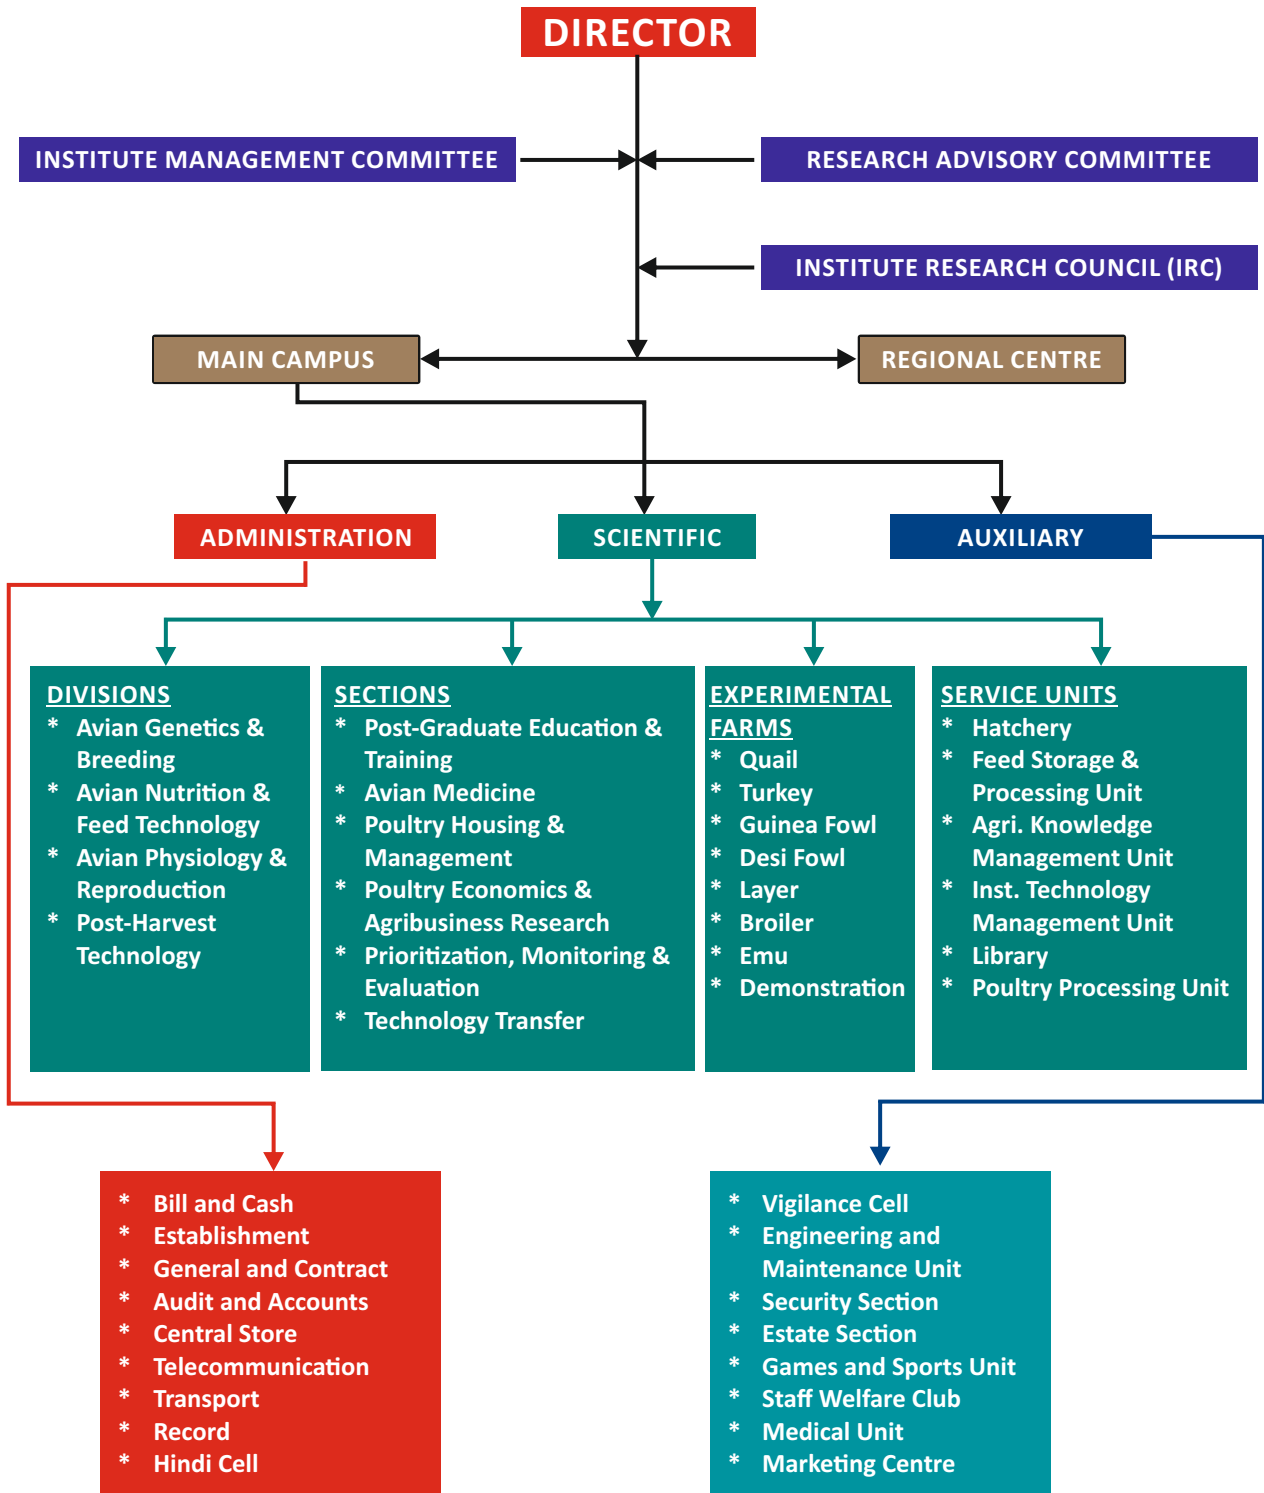 DIRECTOR
INSTITUTE MANAGEMENT COMMITTEE
RESEARCH ADVISORY COMMITTEE
INSTITUTE RESEARCH COUNCIL (IRC)
MAIN CAMPUS
REGIONAL CENTRE
ADMINISTRATION
SCIENTIFIC
AUXILIARY
DIVISIONS
* Avian Genetics &
Breeding
* Avian Nutrition &
Feed Technology
* Avian Physiology &
Reproduction
* Post-Harvest
Technology
SECTIONS
* Post-Graduate Education &
Training
* Avian Medicine
* Poultry Housing &
Management
* Poultry Economics &
Agribusiness Research
* Prioritization, Monitoring &
Evaluation
* Technology Transfer
EXPERIMENTAL
FARMS
* Quail
* Turkey
* Guinea Fowl
* Desi Fowl
* Layer
* Broiler
* Emu
* Demonstration
SERVICE UNITS
* Hatchery
* Feed Storage &
Processing Unit
* Agri. Knowledge
Management Unit
* Inst. Technology
Management Unit
* Library
* Poultry Processing Unit
* Bill and Cash
* Establishment
* General and Contract
* Audit and Accounts
* Central Store
* Telecommunication
* Transport
* Record
* Hindi Cell
* Vigilance Cell
* Engineering and
Maintenance Unit
* Security Section
* Estate Section
* Games and Sports Unit
* Staff Welfare Club
* Medical Unit
* Marketing Centre